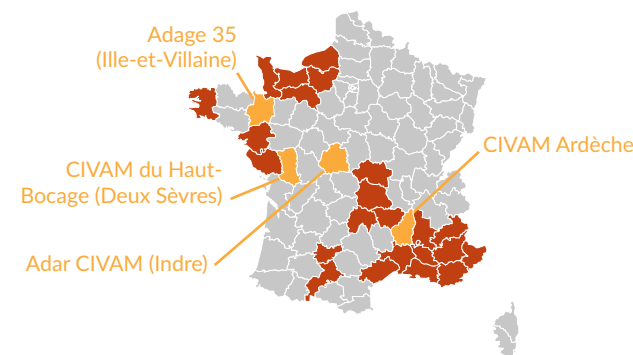 Adage 35
(Ille-et-Villaine)
CIVAM Ardèche
CIVAM du Haut-
Bocage (Deux Sèvres)
Adar CIVAM (Indre)